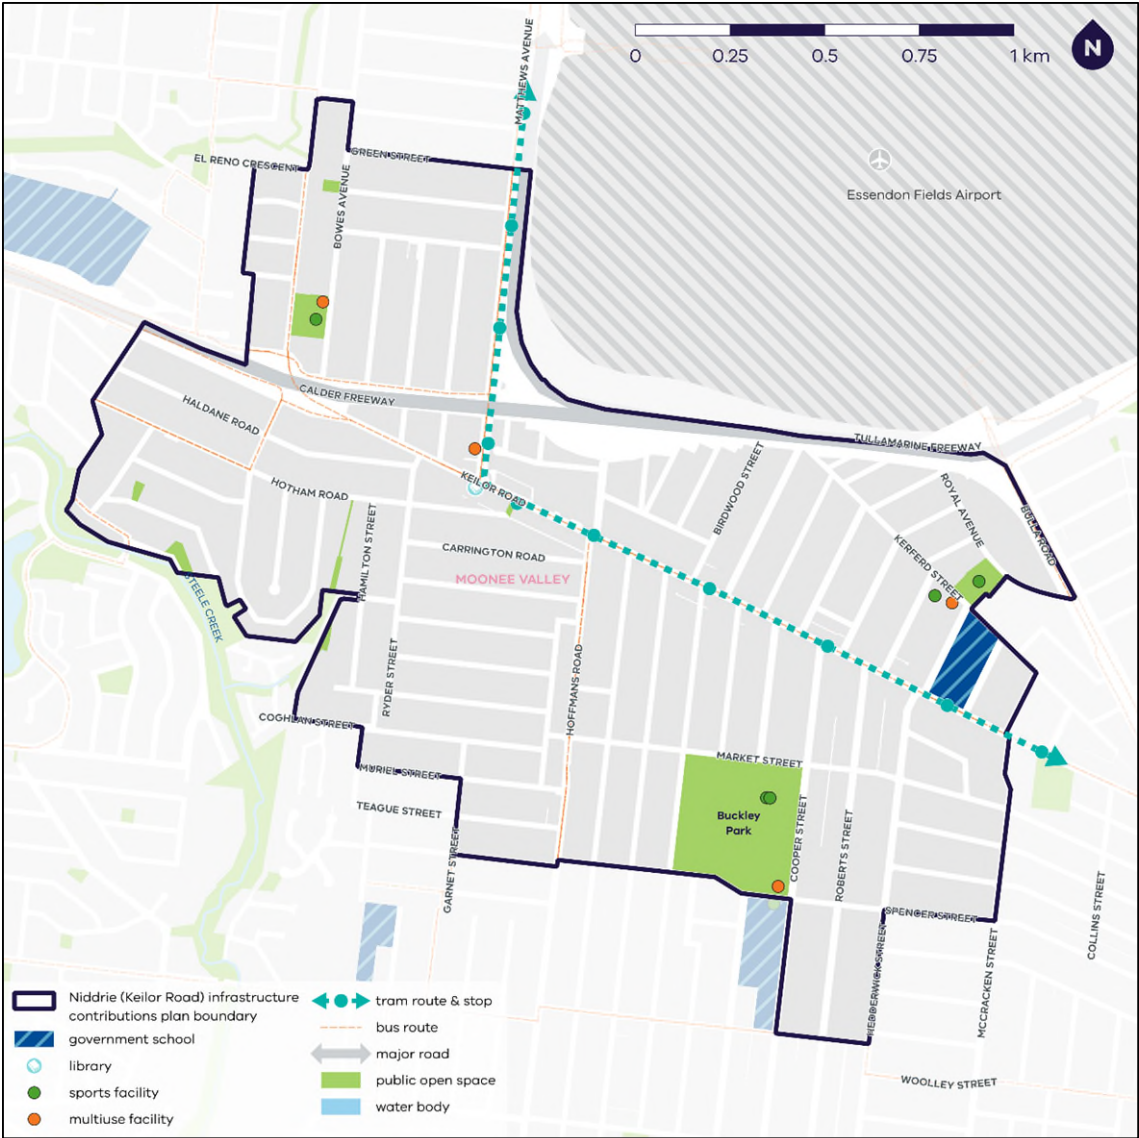 MATTHEWS AVENUE
0 0.25 0.5 0.75 1 km
N
EL RENO CRESCENT
GREEN STREET
BOWES AVENUE
Essendon Fields Airport
CALDER FREEWAY
HALDANE ROAD
TULLAMARINE FREEWAY
KEILOR ROAD
HOTHAM ROAD
BIRDWOOD STREET
ROYAL AVENUE
BULLA ROAD
HAMILTON STREET
CARRINGTON ROAD
KERFERD STREET
MOONEE VALLEY
STEELE CREEK
RYDER STREET
HOFFMANS ROAD
COGHLAN STREET
MARKET STREET
MURIEL STREET
TEAGUE STREET
Buckley
Park
COOPER STREET
ROBERTS STREET
GARNET STREET
SPENCER STREET
COLLINS STREET
HEDDERWICK STREET
MCCRACKEN STREET
WOOLLEY STREET
Niddrie (Keilor Road) infrastructure
contributions plan boundary
government school
library
sports facility
multiuse facility
tram route & stop
bus route
major road
public open space
water body